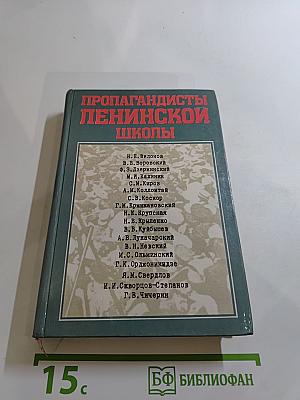 ПРОПАГАНДИСТЫ
ЛЕНИНСКОЙ
ШКОЛЫ
Н.Е.Вилонов
В.В.Воровский
Ф.Э.Дзержинский
М.И.Калинин
С.М.Киров
А.М.Коллонтай
С.В.Косиор
Г.М.Кржижановский
Н.К.Крупская
Н.В.Крыленко
В.В.Куйбышев
А.В.Луначарский
В.И.Невский
М.С.Ольминский
Г.К.Орджоникидзе
Я.М.Свердлов
И.И.Скворцов-Степанов
Г.В.Чичерин
15с
БФ БИБЛИОФАН